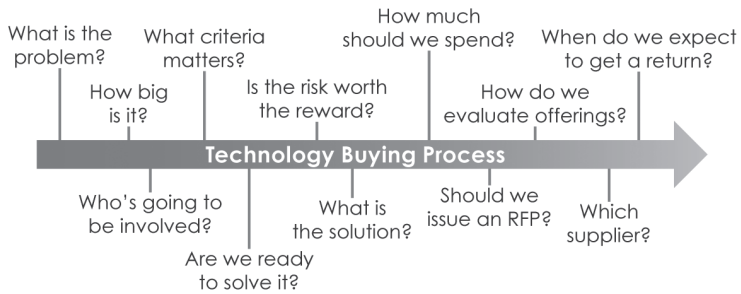 How much
should we spend?
What is the
problem?
What criteria
matters?
When do we expect
to get a return?
How big
is it?
Is the risk worth
the reward?
How do we
evaluate offerings?
Technology Buying Process
Who's going to
be involved?
Are we ready
to solve it?
What is
the solution?
Should we
issue an RFP?
Which
supplier?